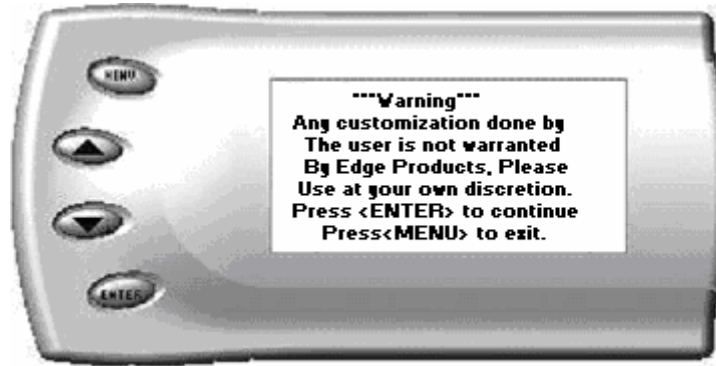 MENU
"""Warning"""
Any customization done by
The user is not warranted
By Edge Products, Please
Use at your own discretion.
Press <ENTER> to continue
Press<MENU> to exit.
ENTER